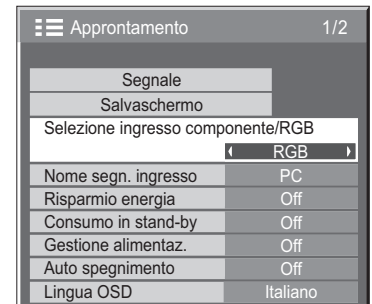 Approntamento 1/2
Segnale
Salvaschermo
Selezione ingresso componente/RGB
RGB
Nome segn. ingresso PC
Risparmio energia Off
Consumo in stand-by Off
Gestione alimentaz. Off
Auto spegnimento Off
Lingua OSD Italiano